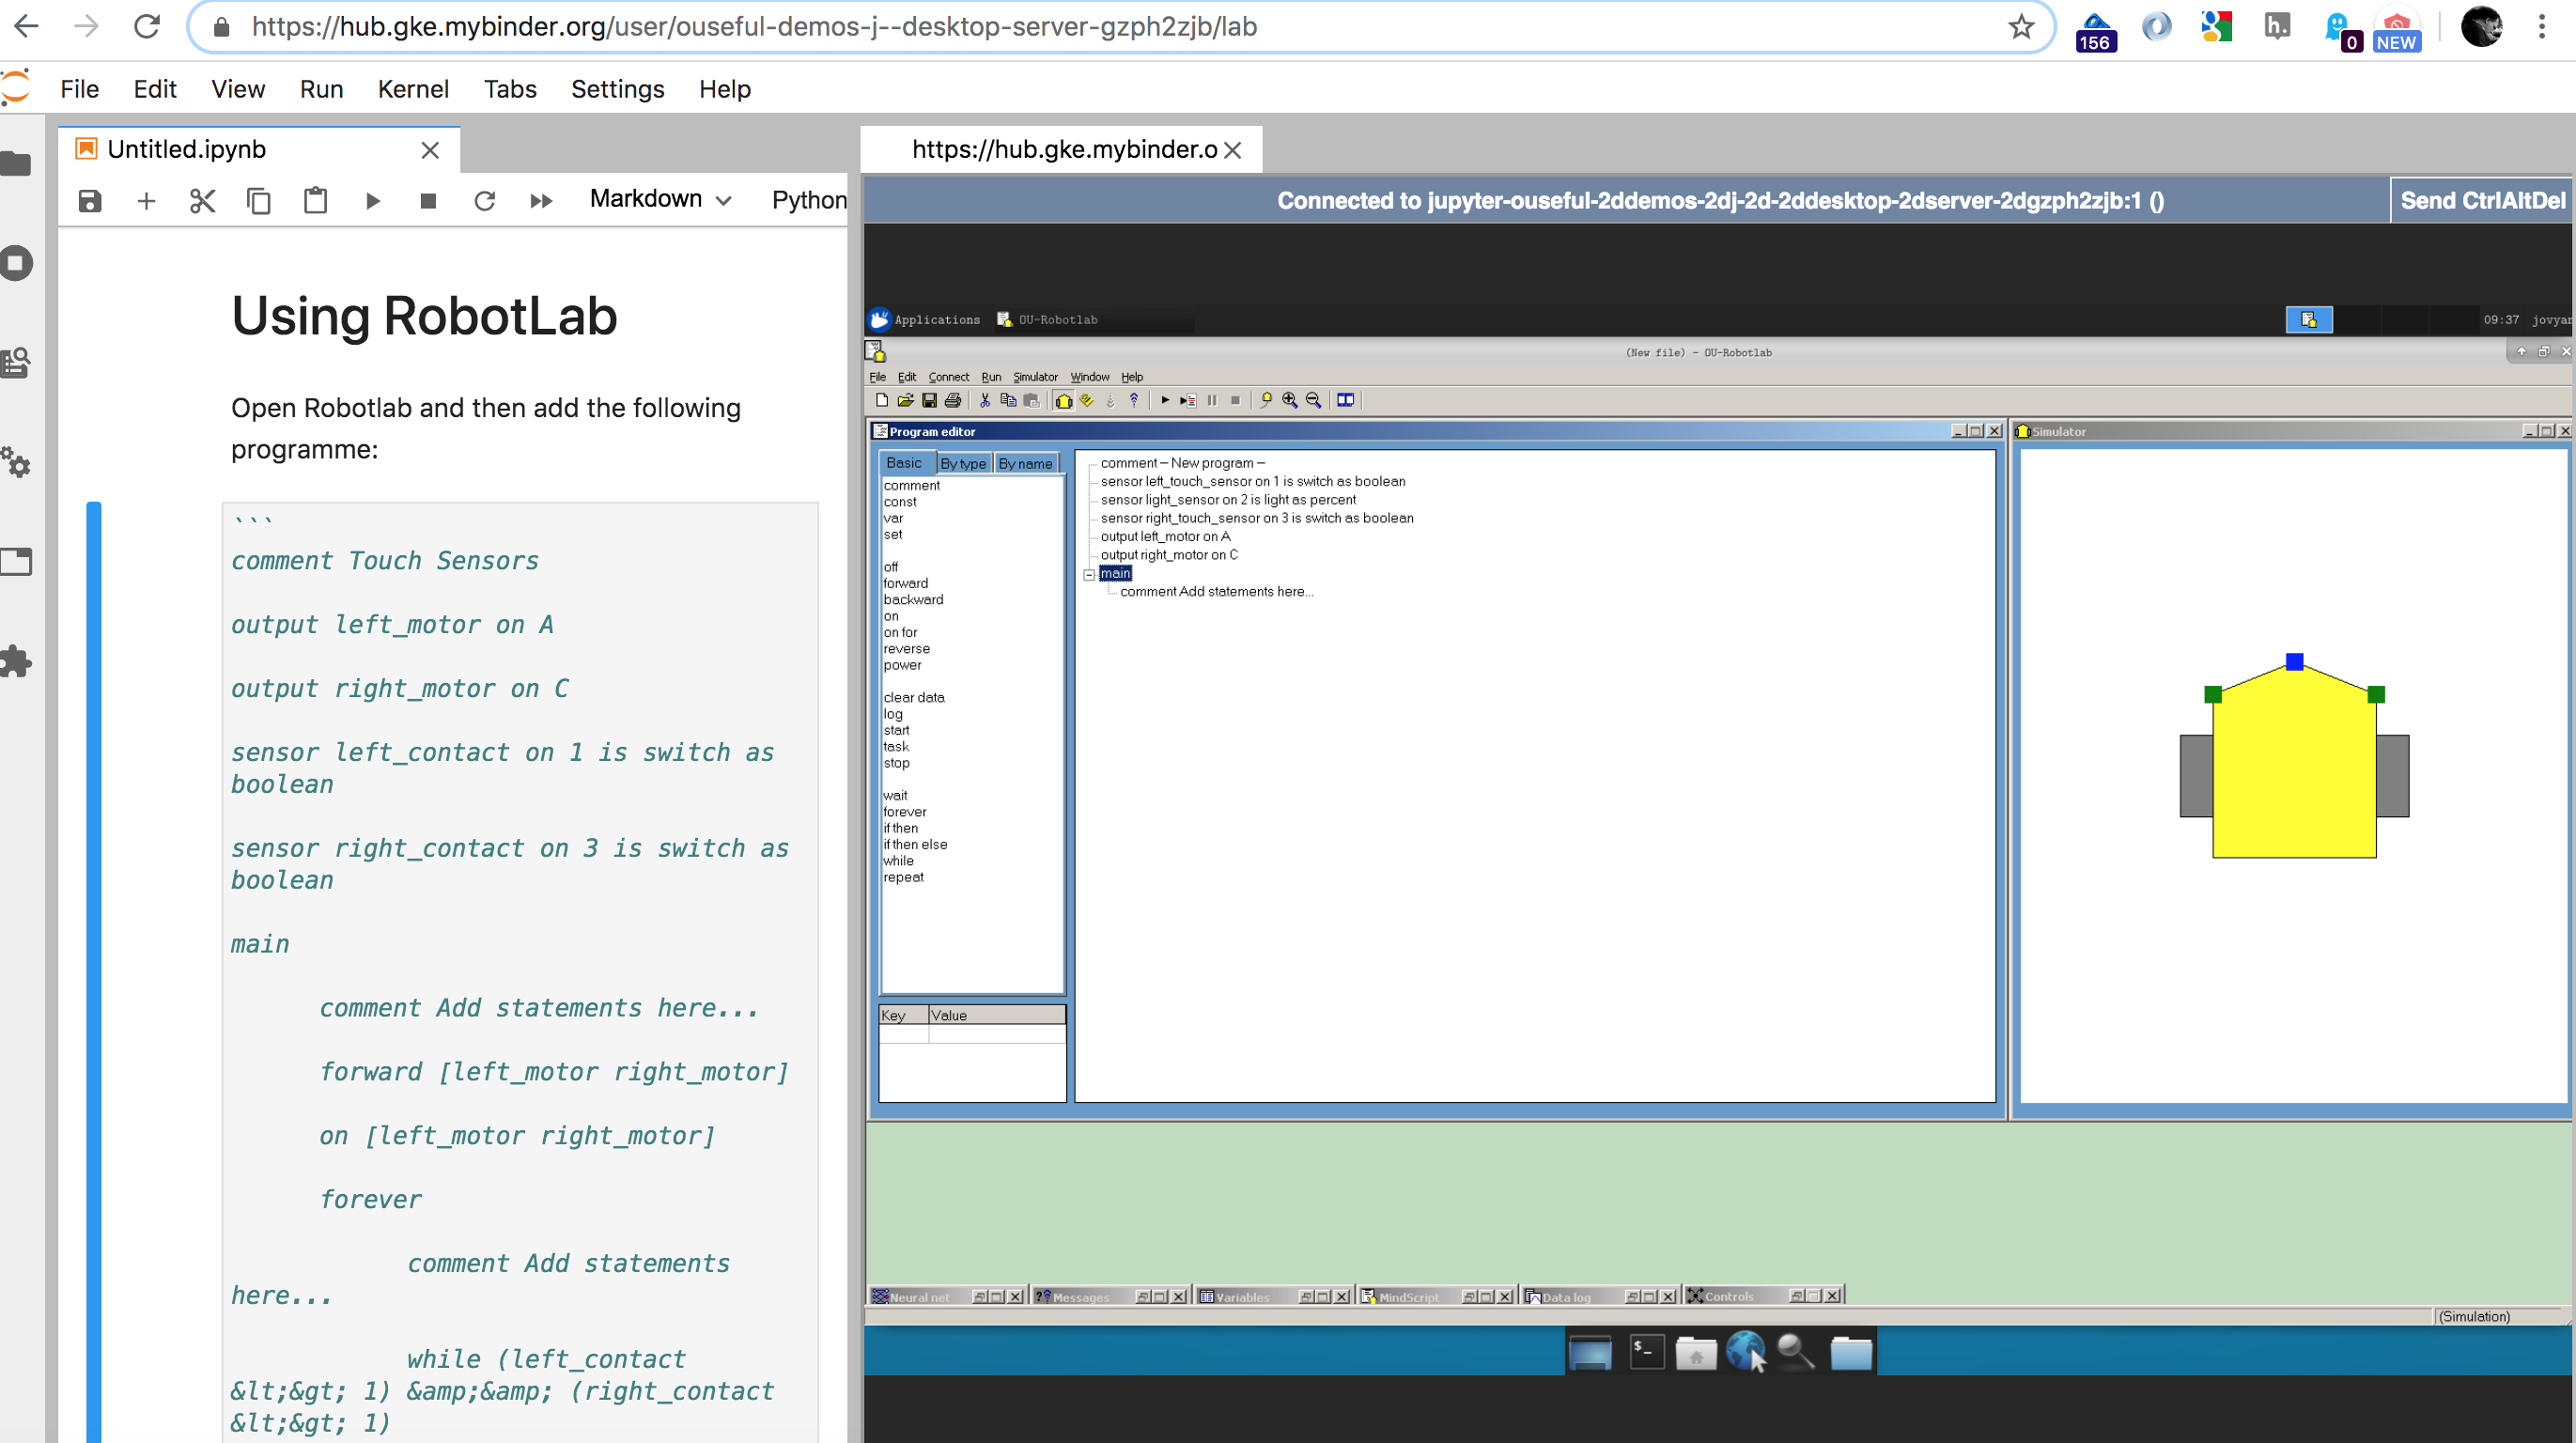 https://hub.gke.mybinder.org/user/ouseful-demos-j--desktop-server-gzph2zjb/lab
156
h.
0
NEW
File Edit View Run Kernel Tabs Settings Help
Untitled.ipynb
https://hub.gke.mybinder.o
Markdown
Python
Connected to jupyter-ouseful-2ddemos-2dj-2d-2ddesktop-2dserver-2dgzph2zjb:1 ()
Send CtrlAltDel
Using RobotLab
Open Robotlab and then add the following
programme:
```
comment Touch Sensors
output left_motor on A
output right_motor on C
sensor left_contact on 1 is switch as
boolean
sensor right_contact on 3 is switch as
boolean
main
comment Add statements here...
forward [left_motor right_motor]
on [left_motor right_motor]
forever
comment Add statements
here...
while (left_contact
&lt;&gt; 1) &amp;&amp; (right_contact
&lt;&gt; 1)
Applications
OU-Robotlab
09:37
jovyan
(New file) - OU-Robotlab
File Edit Connect Run Simulator Window Help
Program editor
Basic
By type
By name
comment
const
var
set
off
forward
backward
on
on for
reverse
power
clear data
log
start
task
stop
wait
forever
if then
if then else
while
repeat
Key
Value
comment – New program –
sensor left_touch_sensor on 1 is switch as boolean
sensor light_sensor on 2 is light as percent
sensor right_touch_sensor on 3 is switch as boolean
output left_motor on A
output right_motor on C
main
comment Add statements here...
Simulator
Neural net
Messages
Variables
MindScript
Data log
Controls
(Simulation)